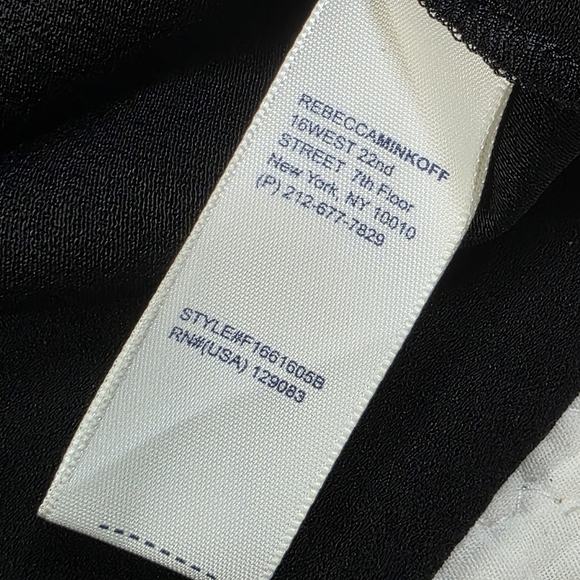 REBECCAMINKOFF
16WEST 22nd
STREET 7th Floor
New York, NY 10010
(P) 212-677-7829
STYLE#F1661605B
RN#(USA) 129083